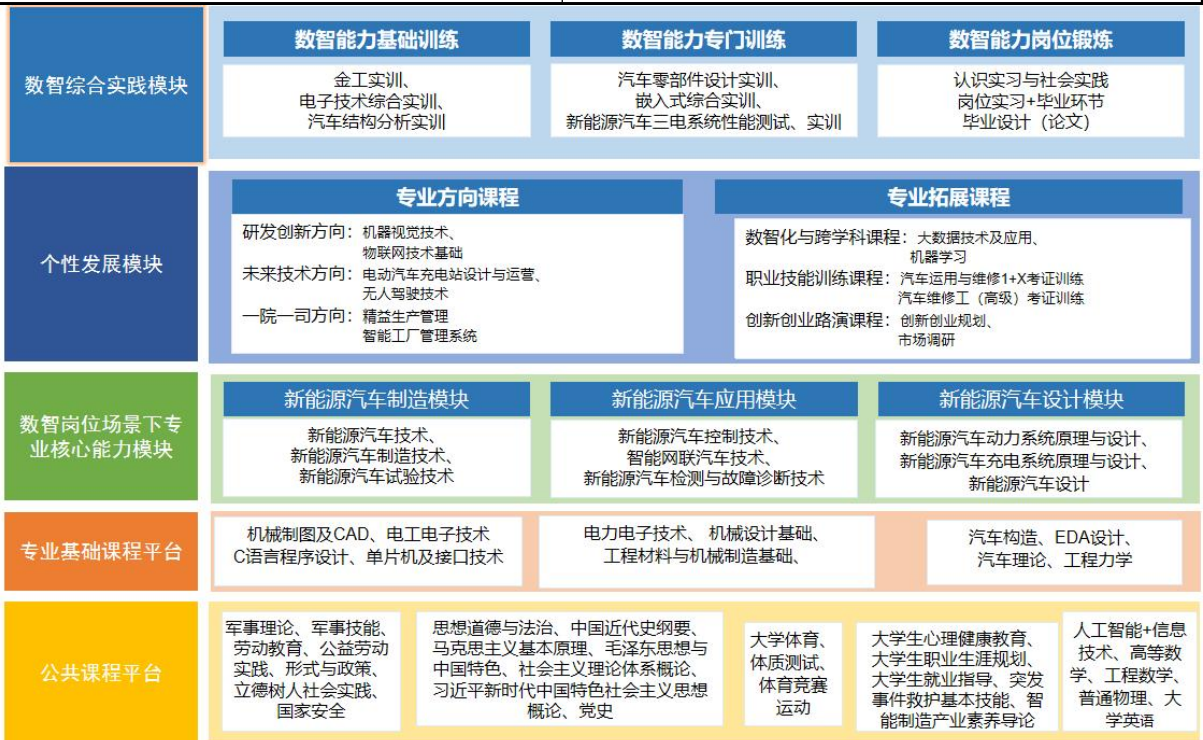 数智综合实践模块
数智能力基础训练
金工实训、
电子技术综合实训、
汽车结构分析实训
数智能力专门训练
汽车零部件设计实训、
嵌入式综合实训、
新能源汽车三电系统性能测试、实训
数智能力岗位锻炼
认识实习与社会实践
岗位实习+毕业环节
毕业设计（论文）
个性发展模块
专业方向课程
研发创新方向：机器视觉技术、
物联网技术基础
未来技术方向：电动汽车充电站设计与运营、
无人驾驶技术
一院一司方向：精益生产管理
智能工厂管理系统
专业拓展课程
数智化与跨学科课程：大数据技术及应用、
机器学习
职业技能训练课程：汽车运用与维修1+X考证训练
汽车维修工（高级）考证训练
创新创业路演课程：创新创业规划、
市场调研
数智岗位场景下专
业核心能力模块
新能源汽车制造模块
新能源汽车技术、
新能源汽车制造技术、
新能源汽车试验技术
新能源汽车应用模块
新能源汽车控制技术、
智能网联汽车技术、
新能源汽车检测与故障诊断技术
新能源汽车设计模块
新能源汽车动力系统原理与设计、
新能源汽车充电系统原理与设计、
新能源汽车设计
专业基础课程平台
机械制图及CAD、电工电子技术
C语言程序设计、单片机及接口技术
电力电子技术、 机械设计基础、
工程材料与机械制造基础、
汽车构造、EDA设计、
汽车理论、工程力学
公共课程平台
军事理论、军事技能、
劳动教育、公益劳动
实践、形式与政策、
立德树人社会实践、
国家安全
思想道德与法治、中国近代史纲要、
马克思主义基本原理、毛泽东思想与
中国特色、社会主义理论体系概论、
习近平新时代中国特色社会主义思想
概论、党史
大学体育、
体质测试、
体育竞赛
运动
大学生心理健康教育、
大学生职业生涯规划、
大学生就业指导、突发
事件救护基本技能、智
能制造产业素养导论
人工智能+信息
技术、高等数
学、工程数学、
普通物理、大
学英语